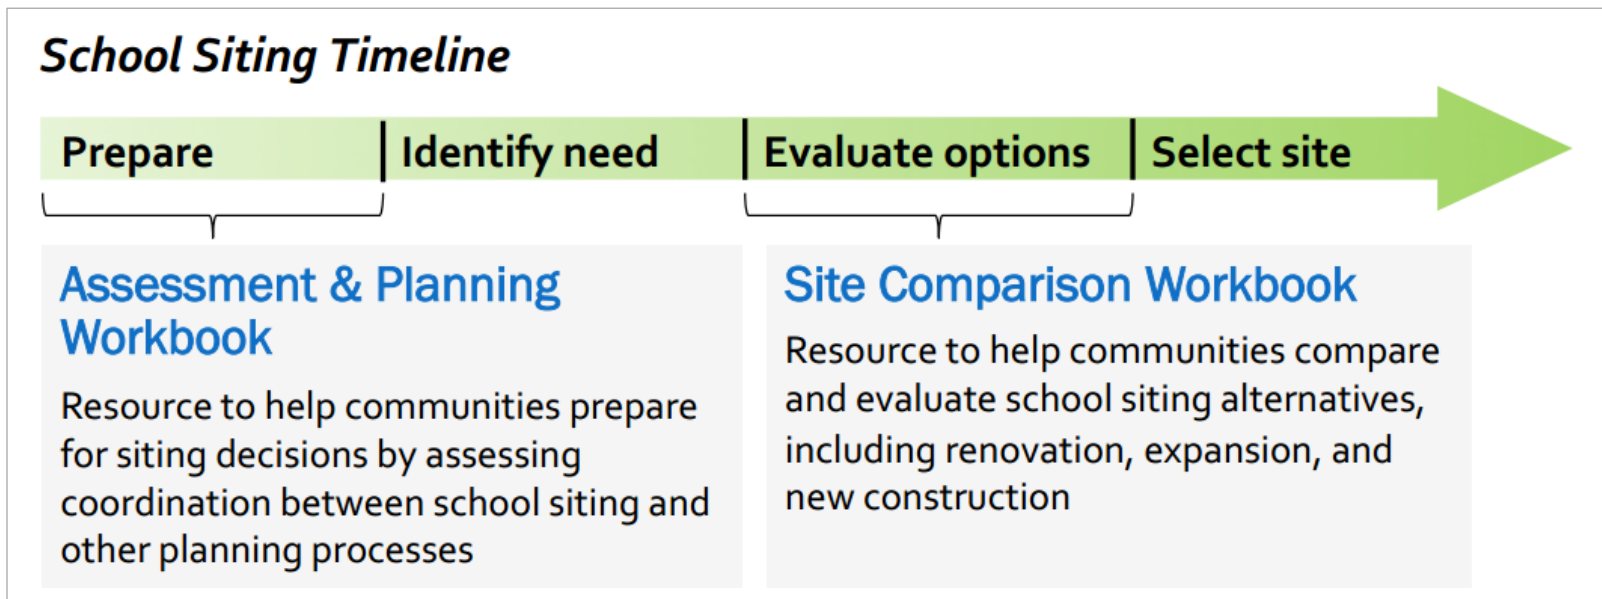 School Siting Timeline
Prepare
Identify need
Evaluate options
Select site
Assessment & Planning
Workbook
Resource to help communities prepare
for siting decisions by assessing
coordination between school siting and
other planning processes
Site Comparison Workbook
Resource to help communities compare
and evaluate school siting alternatives,
including renovation, expansion, and
new construction